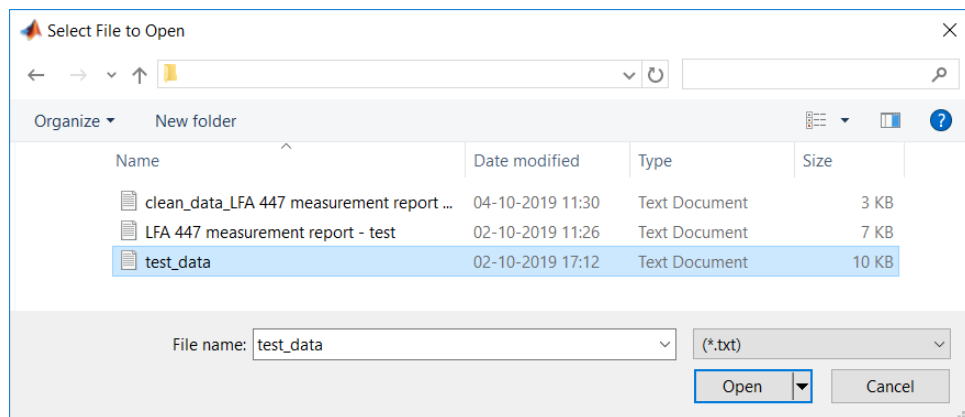 Select File to Open
Organize New folder ?
Name Date modified Type Size
clean_data_LFA 447 measurement report ... 04-10-2019 11:30 Text Document 3 KB
LFA 447 measurement report - test 02-10-2019 11:26 Text Document 7 KB
test_data 02-10-2019 17:12 Text Document 10 KB
File name: test_data (*.txt)
Open Cancel